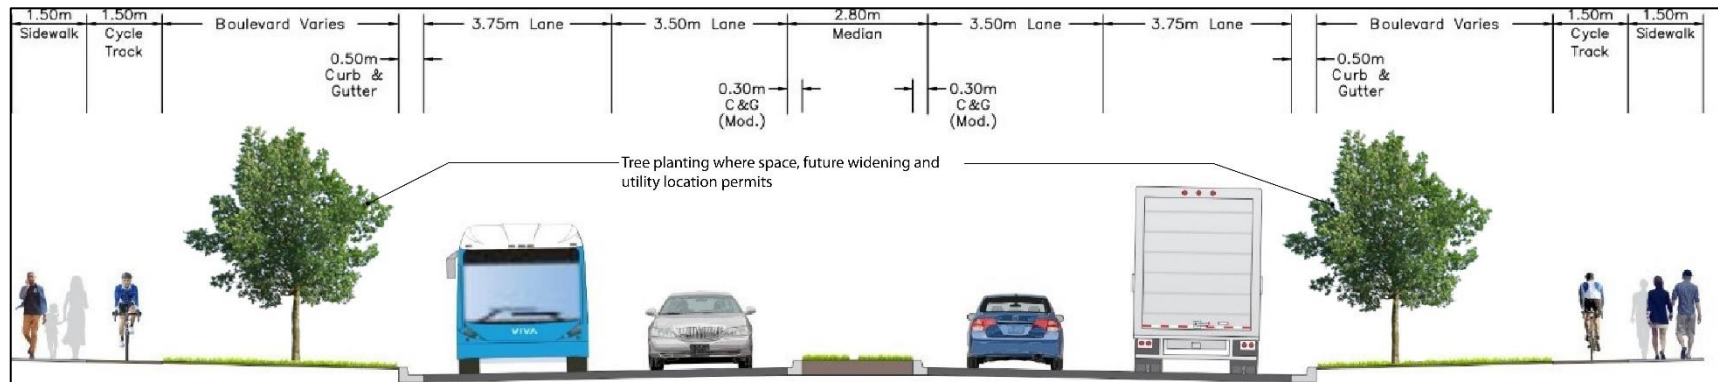 1.50m
Sidewalk
1.50m
Cycle
Track
Boulevard Varies
0.50m
Curb &
Gutter
3.75m Lane
3.50m Lane
0.30m
C&G
(Mod.)
2.80m
Median
0.30m
C&G
(Mod.)
3.50m Lane
3.75m Lane
0.50m
Curb &
Gutter
Boulevard Varies
1.50m
Cycle
Track
1.50m
Sidewalk
Tree planting where space, future widening and
utility location permits
VIVA